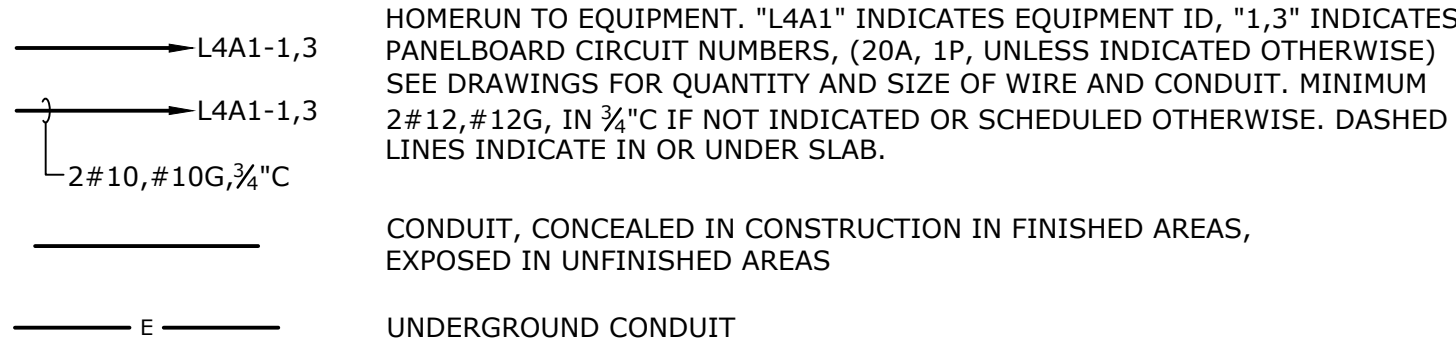 HOMERUN TO EQUIPMENT. "L4A1" INDICATES EQUIPMENT ID, "1,3" INDICATES
L4A1-1,3
PANELBOARD CIRCUIT NUMBERS, (20A, 1P, UNLESS INDICATED OTHERWISE)
SEE DRAWINGS FOR QUANTITY AND SIZE OF WIRE AND CONDUIT. MINIMUM
L4A1-1,3
2#12,#12G, IN ¾"C IF NOT INDICATED OR SCHEDULED OTHERWISE. DASHED
LINES INDICATE IN OR UNDER SLAB.
2#10,#10G,¾"C
CONDUIT, CONCEALED IN CONSTRUCTION IN FINISHED AREAS,
EXPOSED IN UNFINISHED AREAS
E
UNDERGROUND CONDUIT